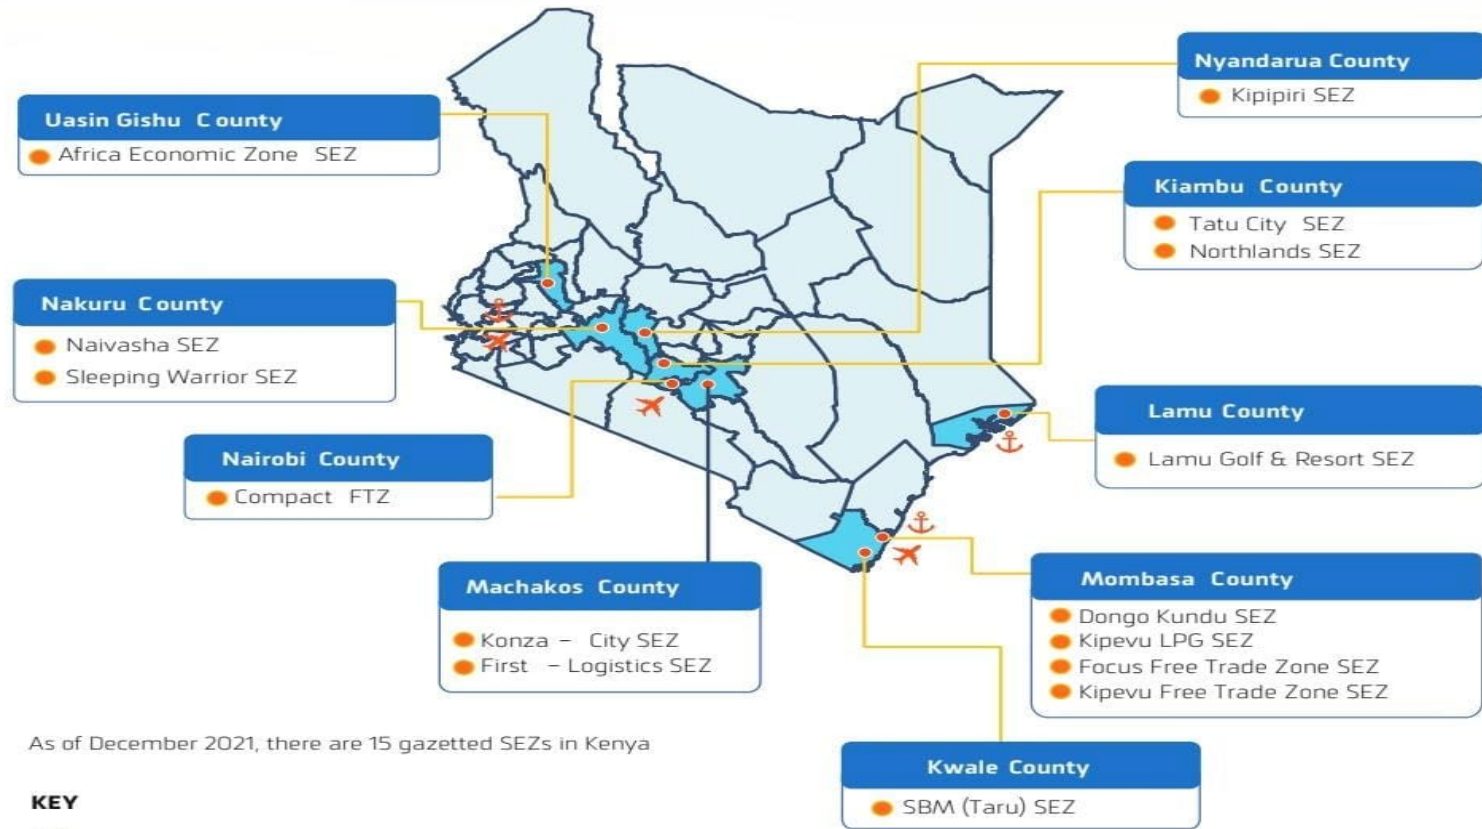 Nyandarua County
Kipipiri SEZ
Uasin Gishu County
Africa Economic Zone SEZ
Kiambu County
Tatu City SEZ
Northlands SEZ
Nakuru County
Naivasha SEZ
Sleeping Warrior SEZ
Lamu County
Lamu Golf & Resort SEZ
Nairobi County
Compact FTZ
Machakos County
Konza - City SEZ
First - Logistics SEZ
Mombasa County
Dongo Kundu SEZ
Kipevu LPG SEZ
Focus Free Trade Zone SEZ
Kipevu Free Trade Zone SEZ
As of December 2021, there are 15 gazetted SEZs in Kenya
Kwale County
SBM (Taru) SEZ
KEY